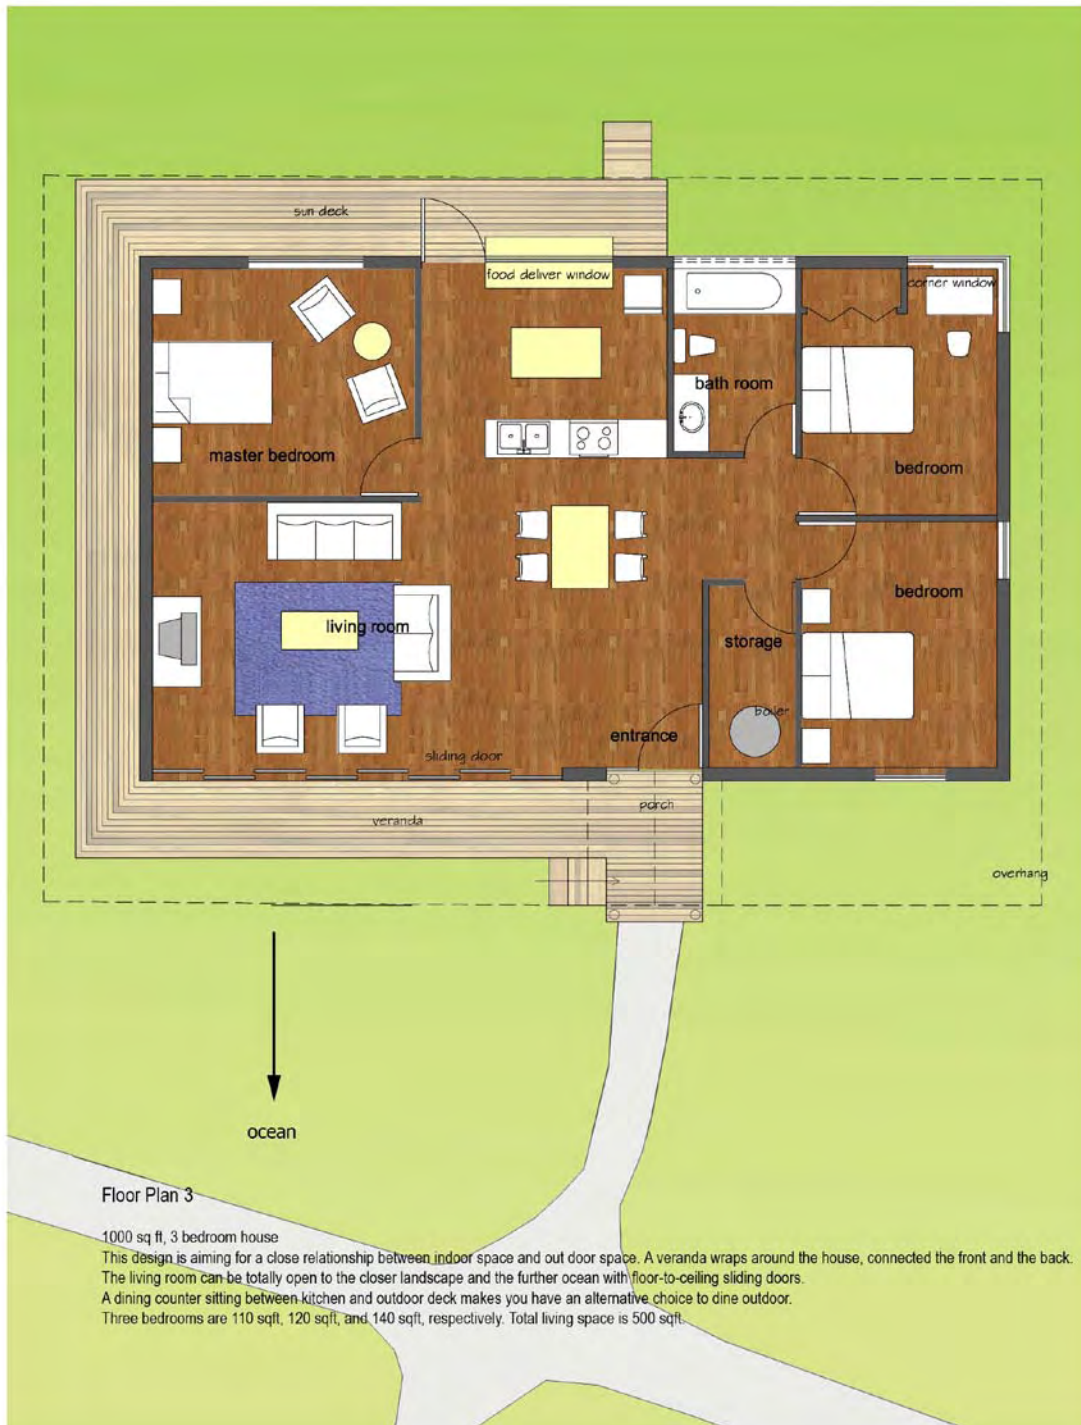 sun deck
food deliver window
corner window
bath room
master bedroom
bedroom
bedroom
living room
storage
boiler
entrance
sliding door
porch
veranda
overhang
ocean
Floor Plan 3
1000 sq ft, 3 bedroom house
This design is aiming for a close relationship between indoor space and out door space. A veranda wraps around the house, connected the front and the back.
The living room can be totally open to the closer landscape and the further ocean with floor-to-ceiling sliding doors.
A dining counter sitting between kitchen and outdoor deck makes you have an alternative choice to dine outdoor.
Three bedrooms are 110 sqft, 120 sqft, and 140 sqft, respectively. Total living space is 500 sqft.